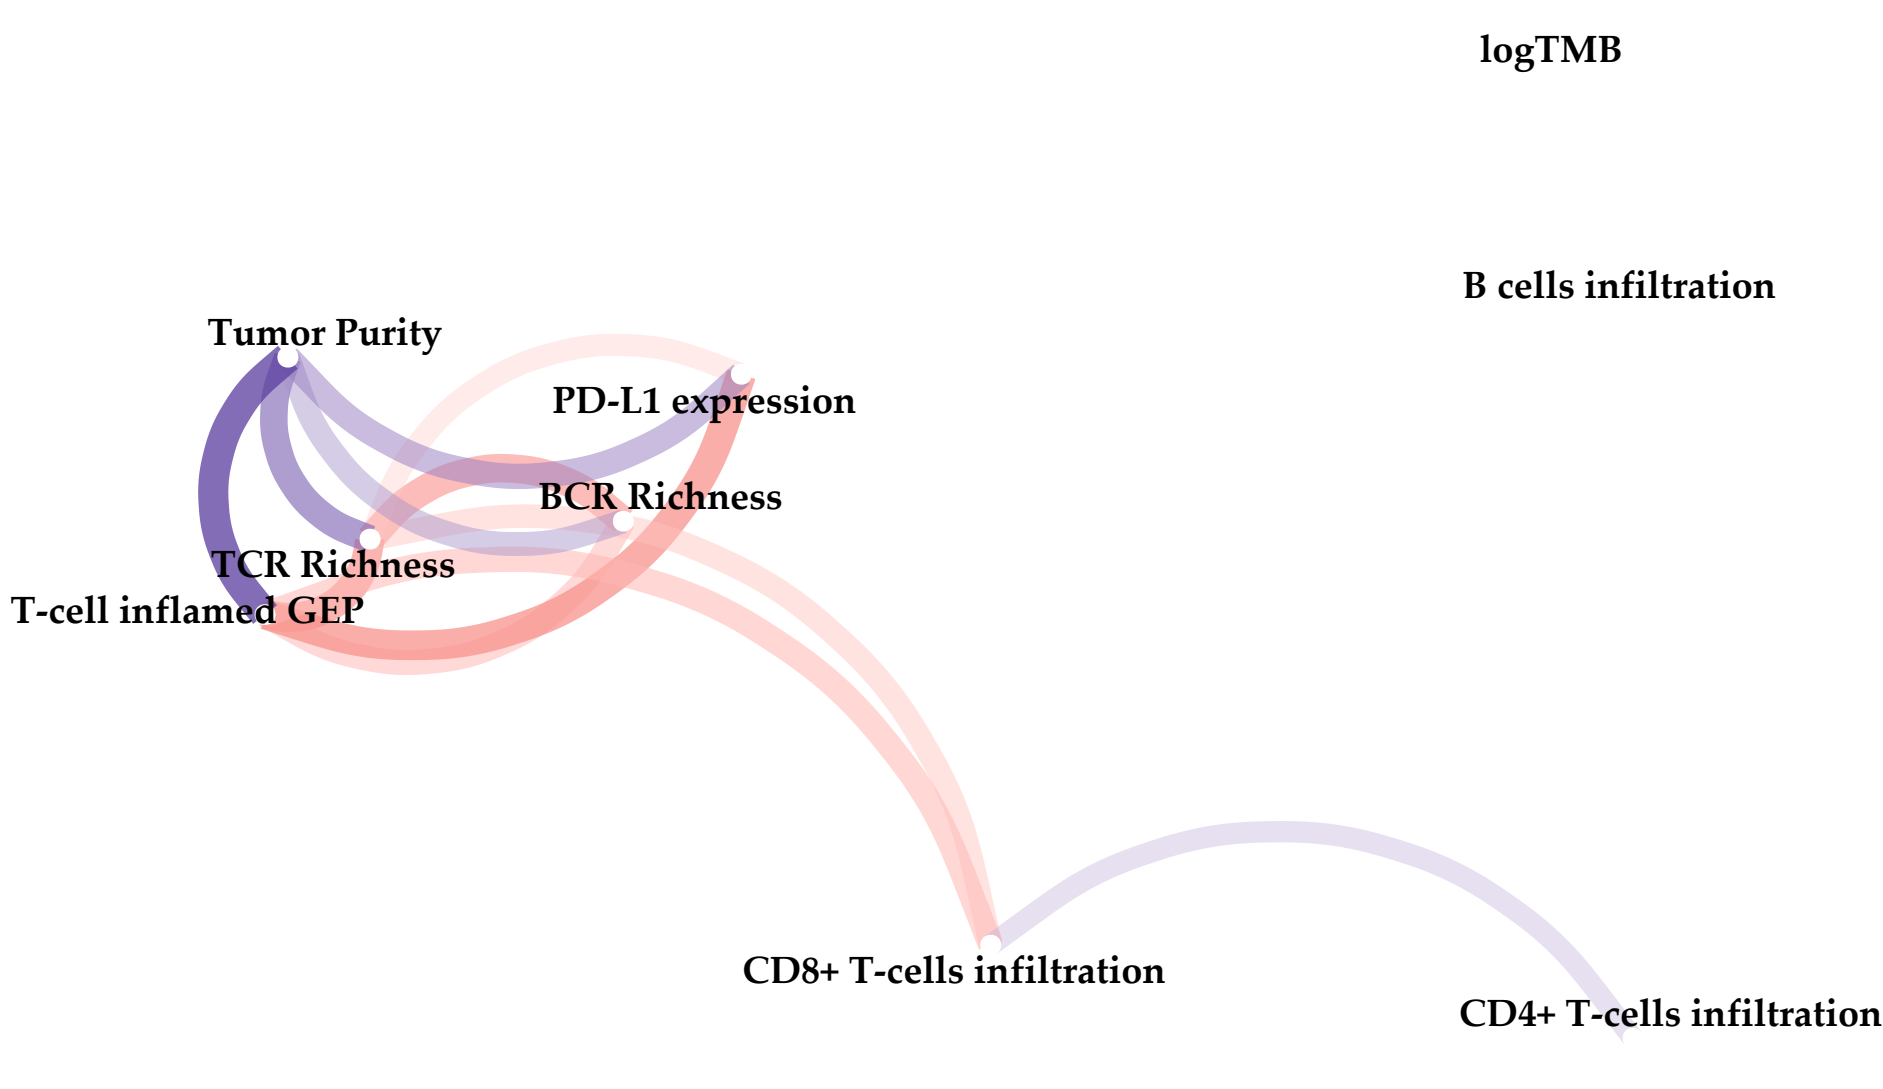 logTMB
B cells infiltration
Tumor Purity
PD-L1 expression
BCR Richness
TCR Richness
T-cell inflamed GEP
CD8+ T-cells infiltration
CD4+ T-cells infiltration